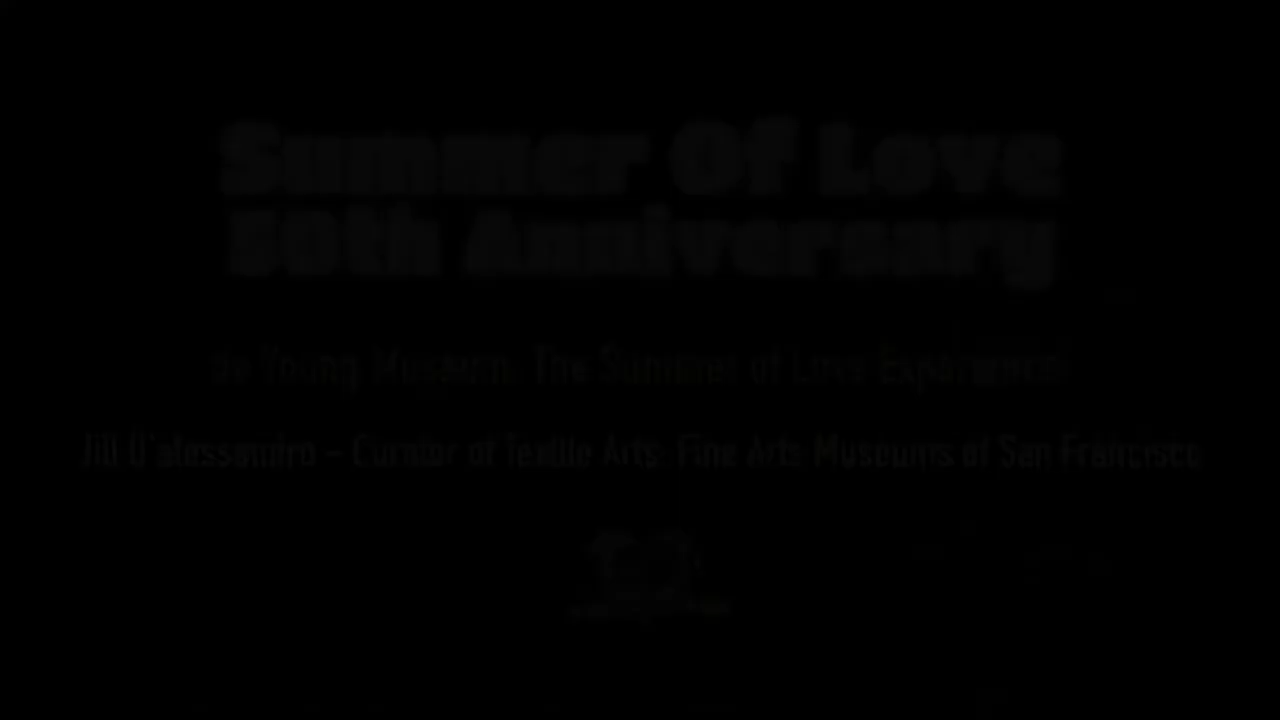 Summer Of Love
50th Anniversary
de Young Museum: The Summer of Love Experience
Jill D'alessandro - Curator of Textile Arts, Fine Arts Museums of San Francisco